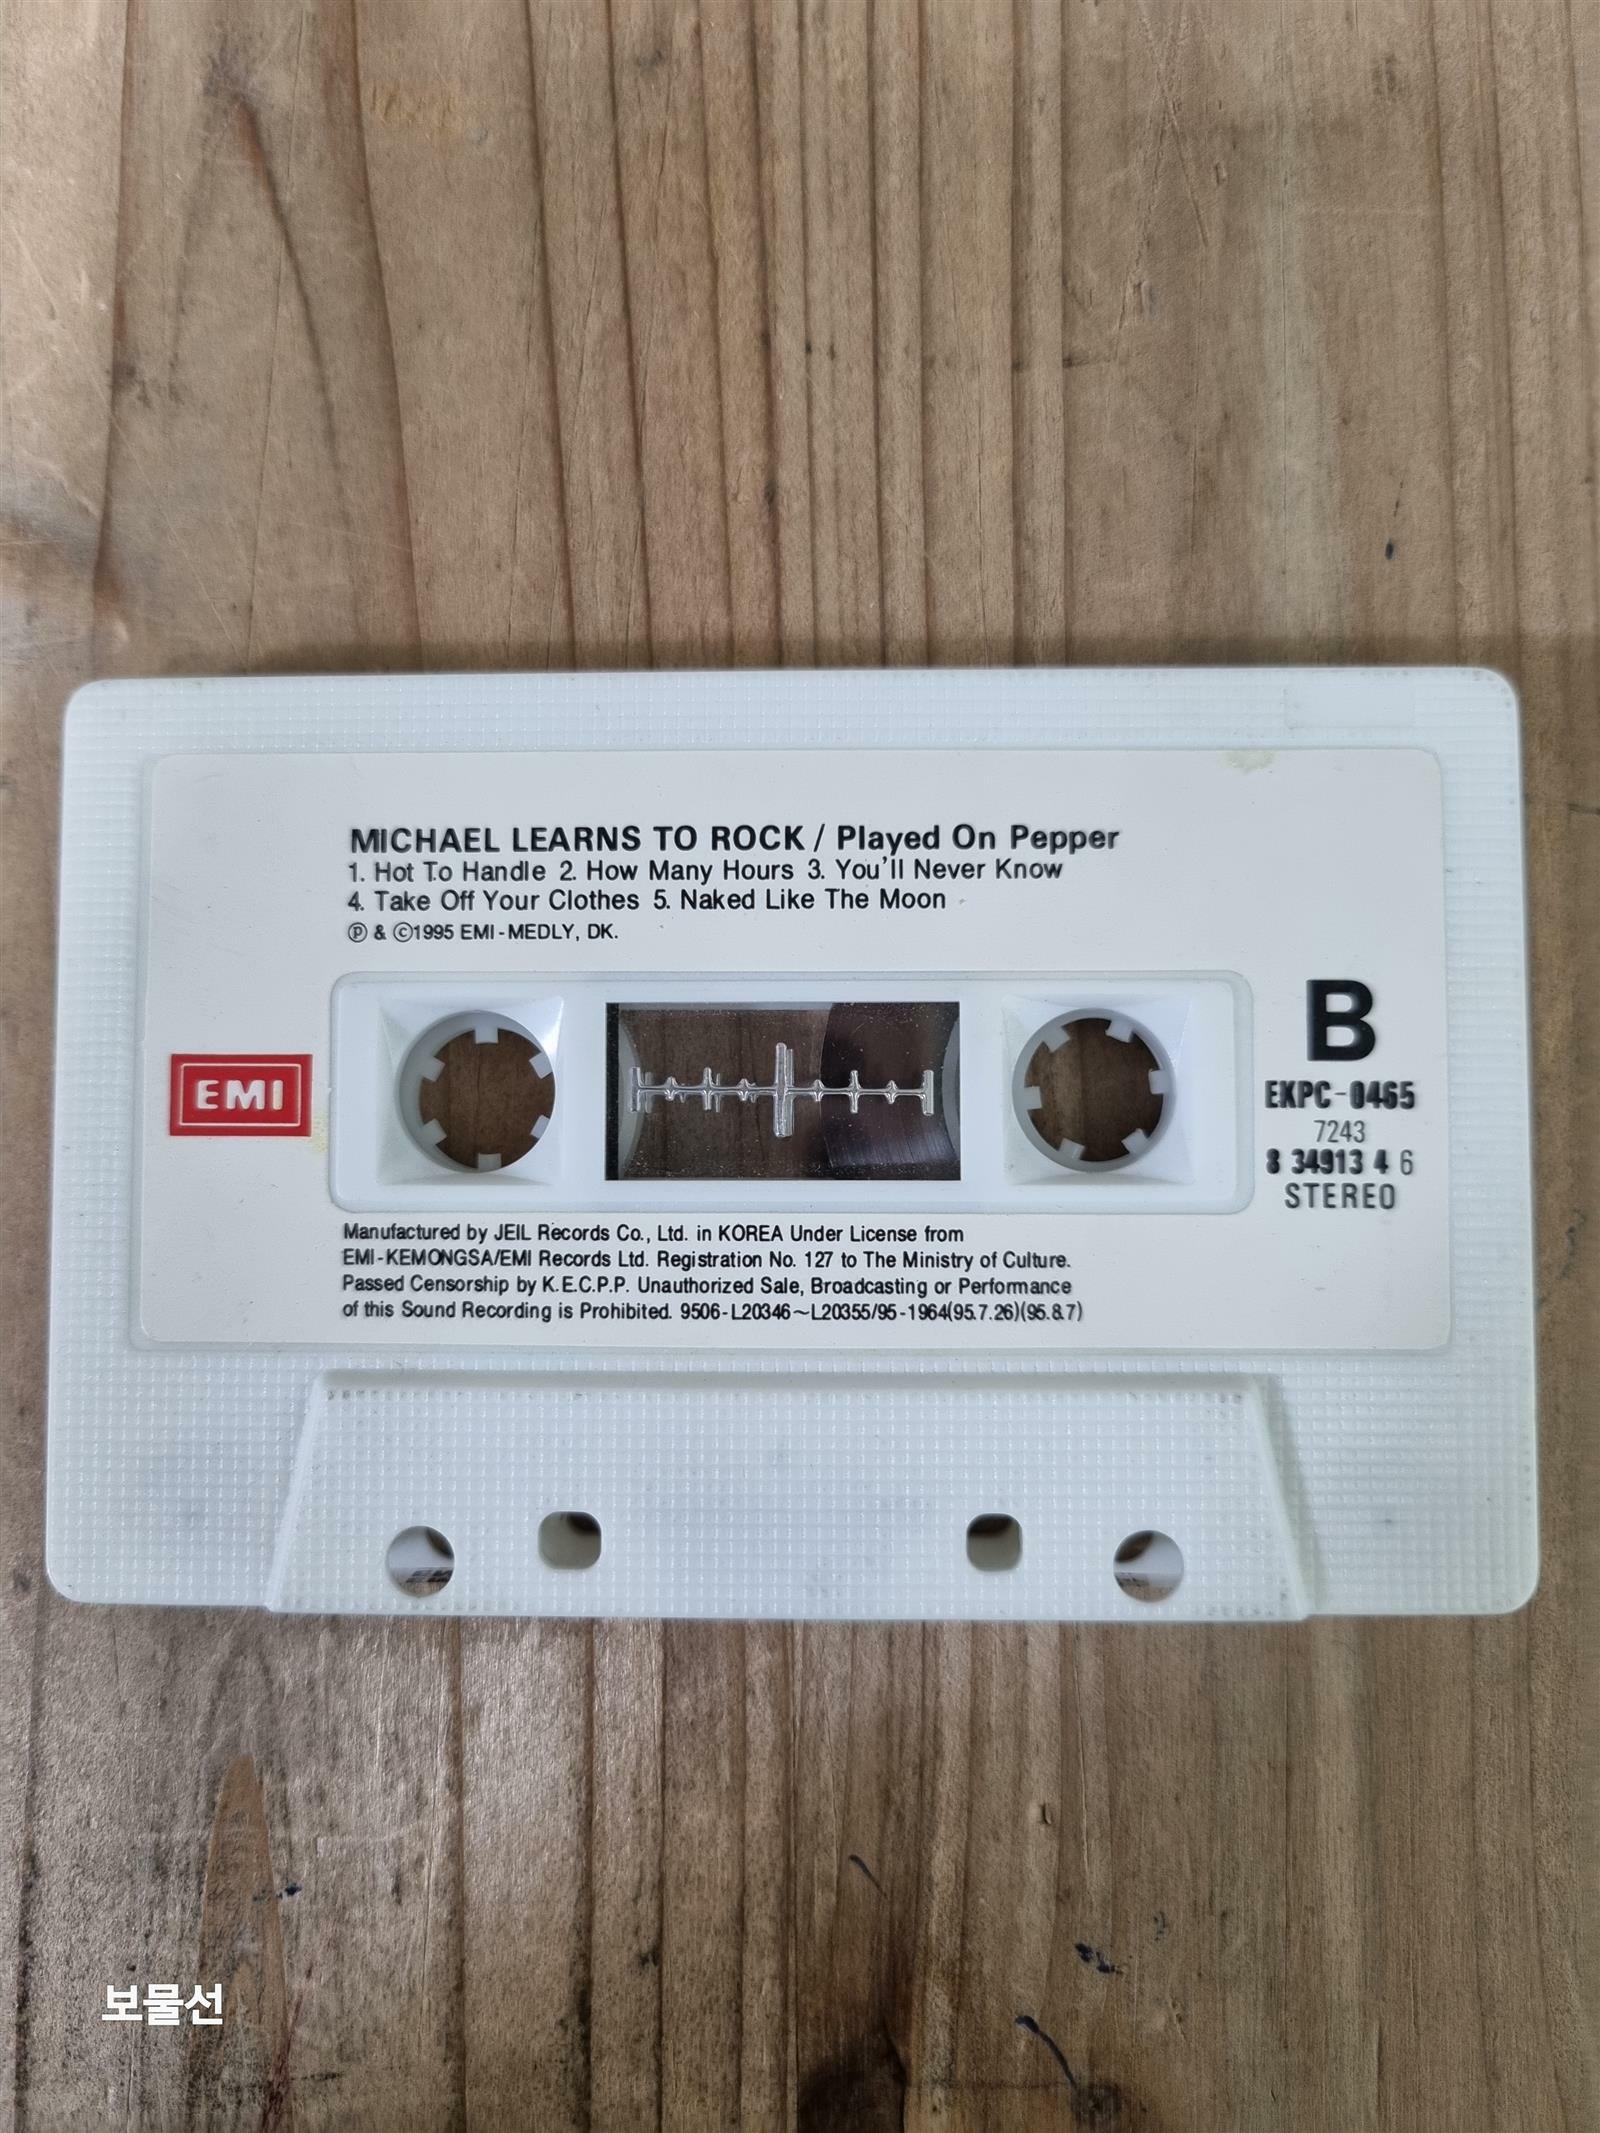 MICHAEL LEARNS TO ROCK / Played On Pepper
1. Hot To Handle 2. How Many Hours 3. You'll Never Know
4. Take Off Your Clothes 5. Naked Like The Moon
Ⓟ & ©1995 EMI-MEDLY, DK.
EMI
B
EKPC-0465
7243
8 34913 4 6
STEREO
Manufactured by JEIL Records Co., Ltd. in KOREA Under License from
EMI-KEMONGSA/EMI Records Ltd. Registration No. 127 to The Ministry of Culture.
Passed Censorship by K.E.C.P.P. Unauthorized Sale, Broadcasting or Performance
of this Sound Recording is Prohibited. 9506-L20346~L20355/95-1964(95.7.26)(95.8.7)
보물선